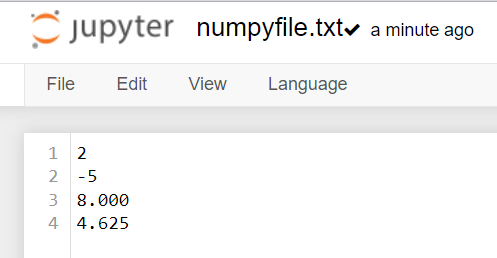 jupyter numpyfile.txt✔ a minute ago
File Edit View Language
1 2
2 -5
3 8.000
4 4.625